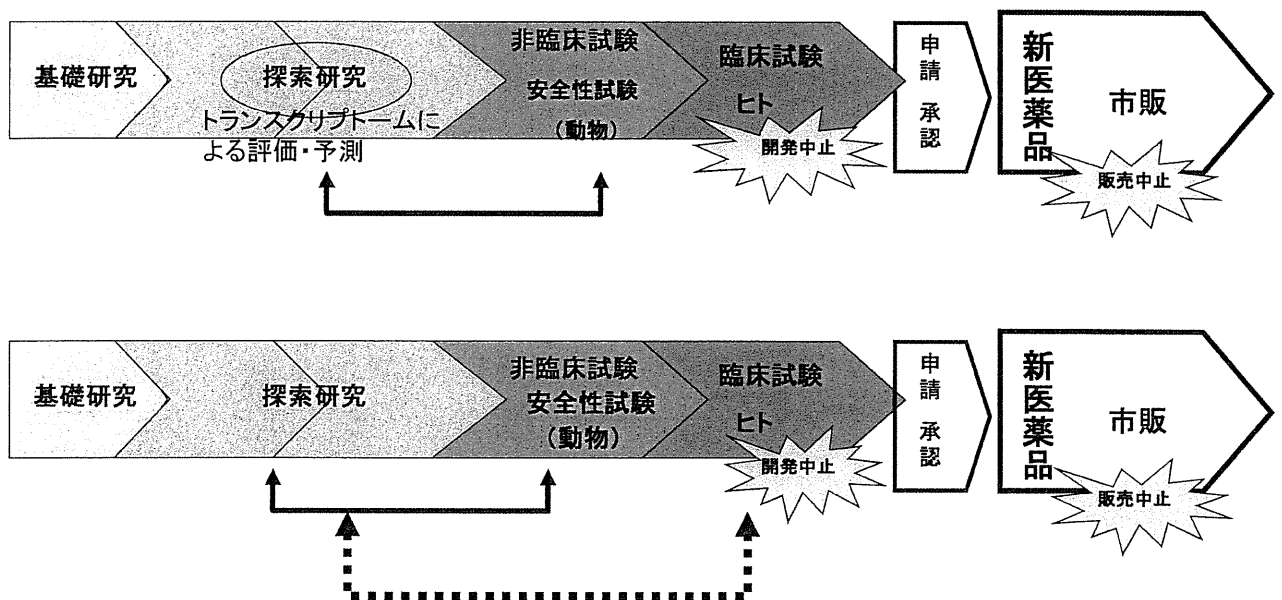 基礎研究
探索研究
トランスクリプトームに
よる評価・予測
非臨床試験
安全性試験
(動物)
臨床試験
ヒト
開発中止
申請 承認
新医薬品
市販
販売中止
基礎研究
探索研究
非臨床試験
安全性試験
(動物)
臨床試験
ヒト
開発中止
申請 承認
新医薬品
市販
販売中止